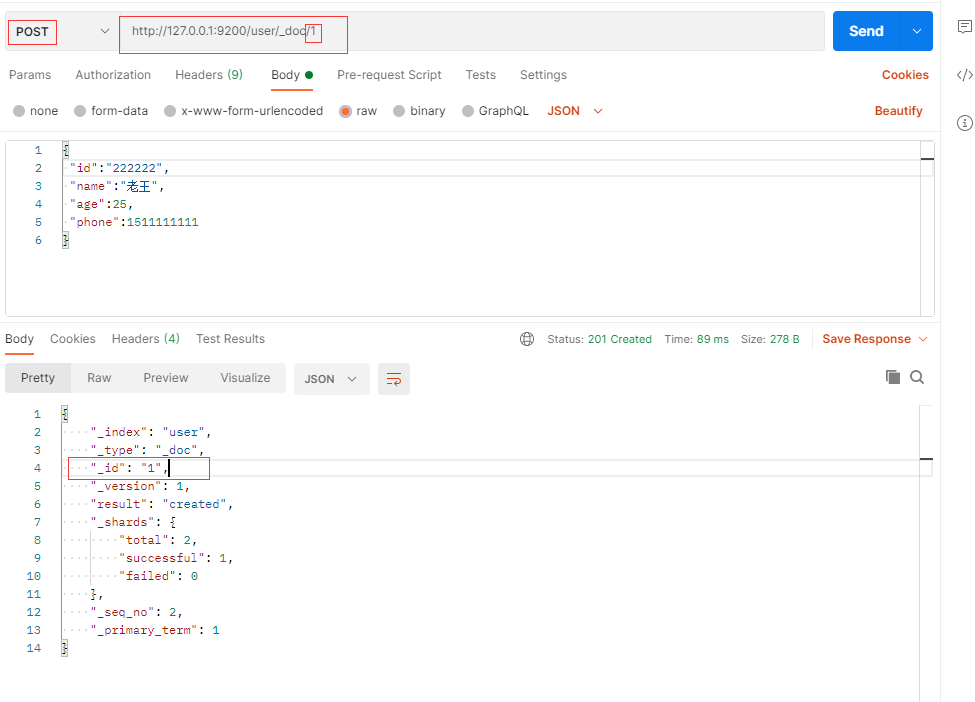 POST http://127.0.0.1:9200/user/_doc/1 Send
Params Authorization Headers (9) Body Pre-request Script Tests Settings Cookies
none form-data x-www-form-urlencoded raw binary GraphQL JSON Beautify
1 {
2 "id":"222222",
3 "name":"老王",
4 "age":25,
5 "phone":1511111111
6 }
Body Cookies Headers (4) Test Results Status: 201 Created Time: 89 ms Size: 278 B Save Response
Pretty Raw Preview Visualize JSON
1 {
2 "_index": "user",
3 "_type": "_doc",
4 "_id": "1",
5 "_version": 1,
6 "result": "created",
7 "_shards": {
8 "total": 2,
9 "successful": 1,
10 "failed": 0
11 },
12 "_seq_no": 2,
13 "_primary_term": 1
14 }